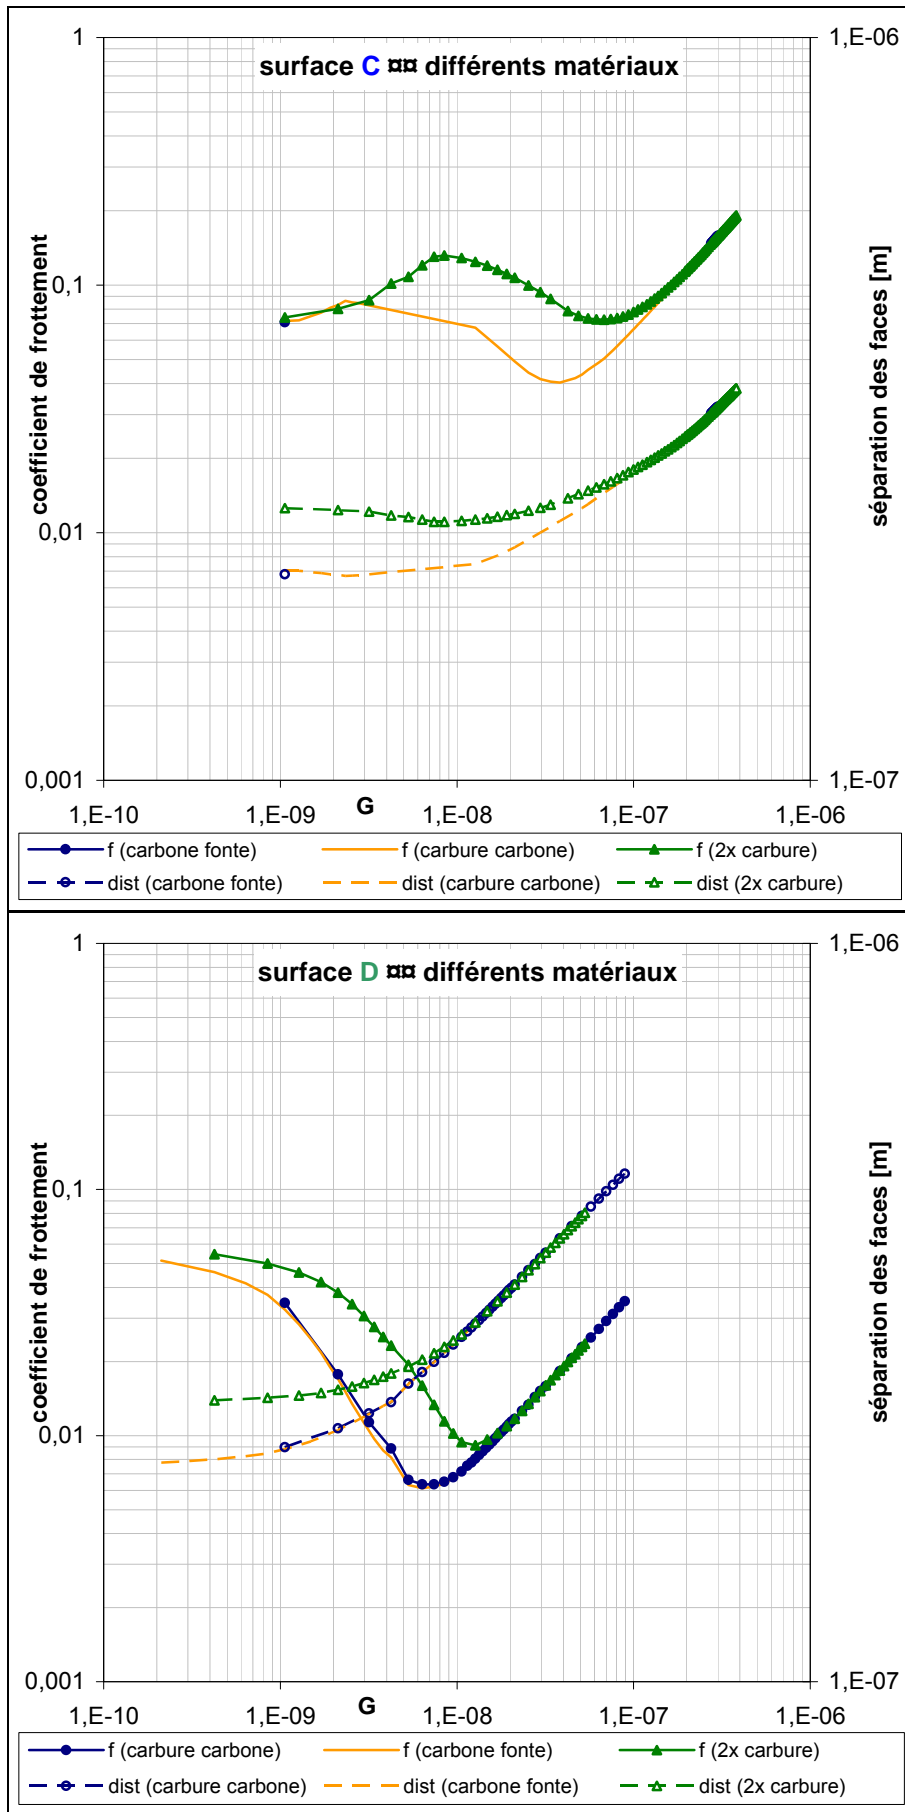 surface C ¤¤ différents matériaux
1
0,1
0,01
0,001
coefficient de frottement
1,E-06
1,E-07
séparation des faces [m]
1,E-10
1,E-09
G
1,E-08
1,E-07
1,E-06
f (carbone fonte)
f (carbure carbone)
f (2x carbure)
dist (carbone fonte)
dist (carbure carbone)
dist (2x carbure)
surface D ¤¤ différents matériaux
1
0,1
0,01
0,001
coefficient de frottement
1,E-06
1,E-07
séparation des faces [m]
1,E-10
1,E-09
G
1,E-08
1,E-07
1,E-06
f (carbure carbone)
f (carbone fonte)
f (2x carbure)
dist (carbure carbone)
dist (carbone fonte)
dist (2x carbure)